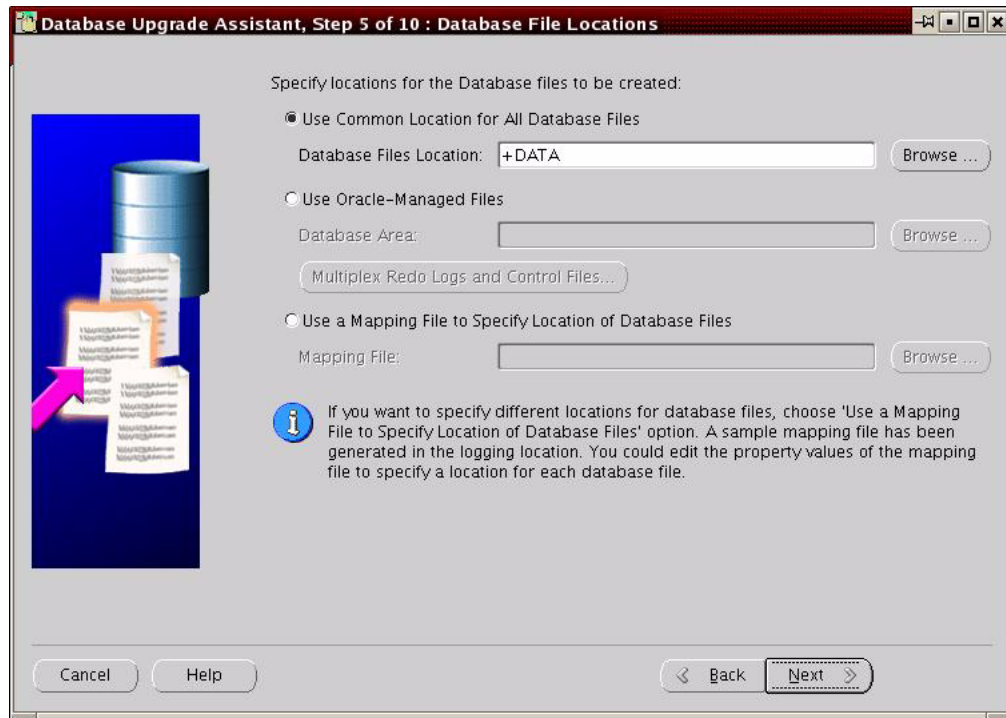 Database Upgrade Assistant, Step 5 of 10 : Database File Locations
Specify locations for the Database files to be created:
Use Common Location for All Database Files
Database Files Location: +DATA Browse ...
Use Oracle-Managed Files
Database Area: Browse ...
Multiplex Redo Logs and Control Files...
Use a Mapping File to Specify Location of Database Files
Mapping File: Browse ...
If you want to specify different locations for database files, choose 'Use a Mapping
File to Specify Location of Database Files' option. A sample mapping file has been
generated in the logging location. You could edit the property values of the mapping
file to specify a location for each database file.
Cancel Help Back Next